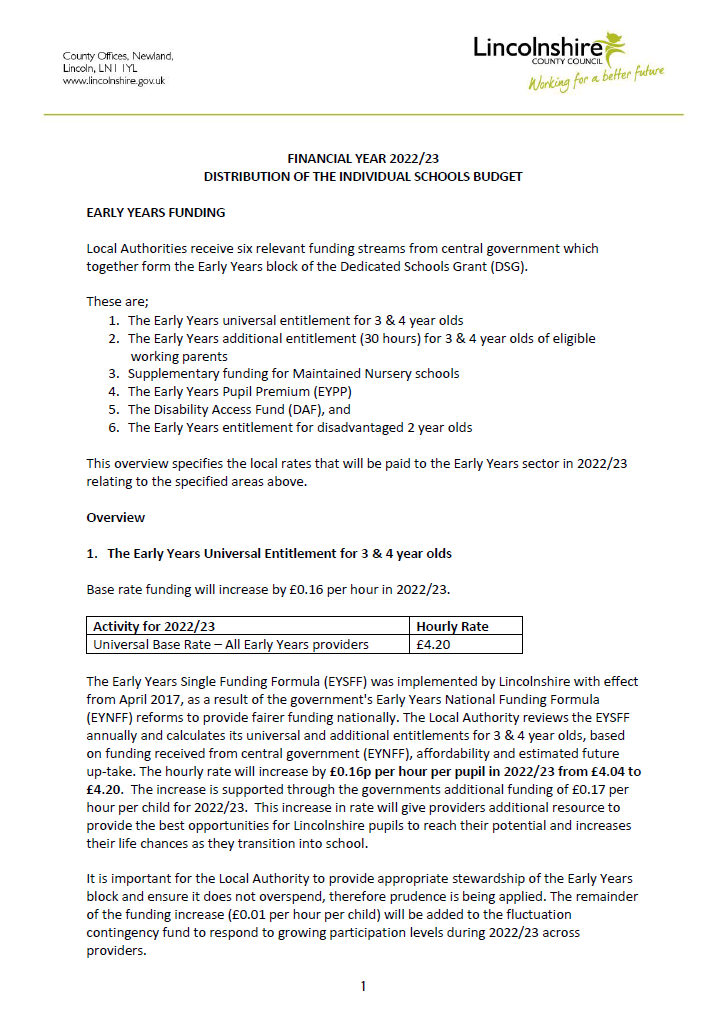 County Offices, Newland,
Lincoln, LN1 1YL
www.lincolnshire.gov.uk
Lincolnshire
COUNTY COUNCIL
Working for a better future
FINANCIAL YEAR 2022/23
DISTRIBUTION OF THE INDIVIDUAL SCHOOLS BUDGET
EARLY YEARS FUNDING
Local Authorities receive six relevant funding streams from central government which
together form the Early Years block of the Dedicated Schools Grant (DSG).
These are;
1. The Early Years universal entitlement for 3 & 4 year olds
2. The Early Years additional entitlement (30 hours) for 3 & 4 year olds of eligible
working parents
3. Supplementary funding for Maintained Nursery schools
4. The Early Years Pupil Premium (EYPP)
5. The Disability Access Fund (DAF), and
6. The Early Years entitlement for disadvantaged 2 year olds
This overview specifies the local rates that will be paid to the Early Years sector in 2022/23
relating to the specified areas above.
Overview
1. The Early Years Universal Entitlement for 3 & 4 year olds
Base rate funding will increase by £0.16 per hour in 2022/23.
Activity for 2022/23 Hourly Rate
Universal Base Rate – All Early Years providers £4.20
The Early Years Single Funding Formula (EYSFF) was implemented by Lincolnshire with effect
from April 2017, as a result of the government's Early Years National Funding Formula
(EYNFF) reforms to provide fairer funding nationally. The Local Authority reviews the EYSFF
annually and calculates its universal and additional entitlements for 3 & 4 year olds, based
on funding received from central government (EYNFF), affordability and estimated future
up-take. The hourly rate will increase by £0.16p per hour per pupil in 2022/23 from £4.04 to
£4.20. The increase is supported through the governments additional funding of £0.17 per
hour per child for 2022/23. This increase in rate will give providers additional resource to
provide the best opportunities for Lincolnshire pupils to reach their potential and increases
their life chances as they transition into school.
It is important for the Local Authority to provide appropriate stewardship of the Early Years
block and ensure it does not overspend, therefore prudence is being applied. The remainder
of the funding increase (£0.01 per hour per child) will be added to the fluctuation
contingency fund to respond to growing participation levels during 2022/23 across
providers.
1